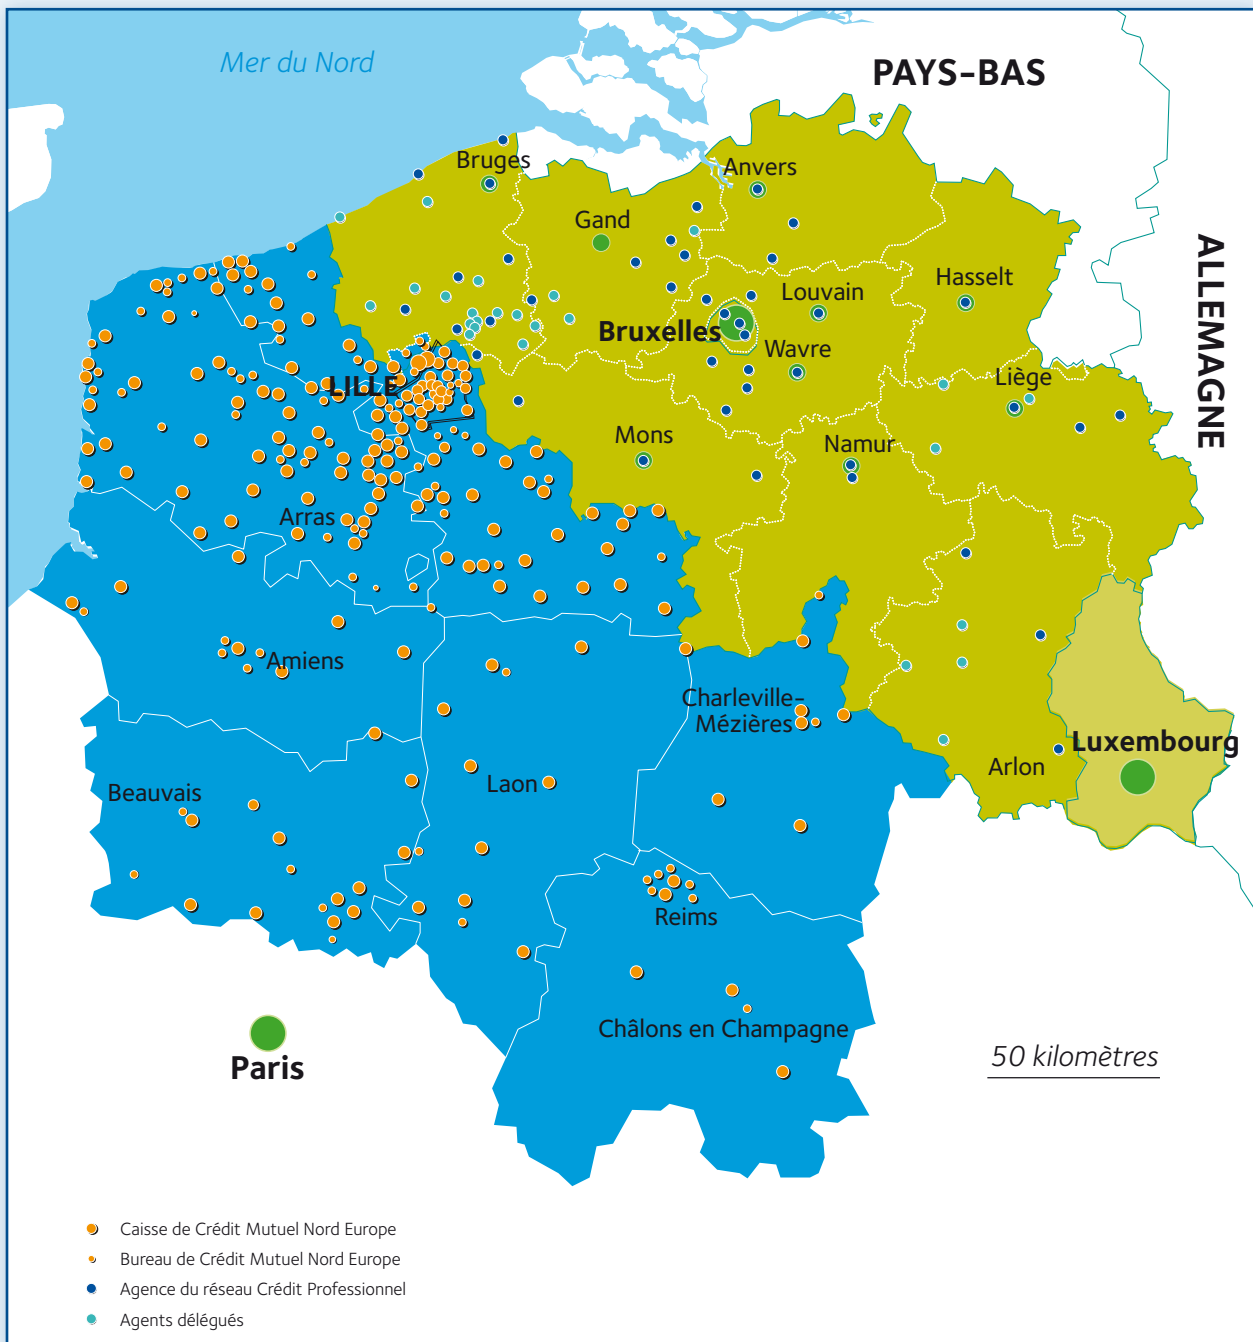 Mer du Nord
PAYS-BAS
Bruges
Anvers
Gand
ALLEMAGNE
Hasselt
Louvain
Bruxelles
Wavre
Liège
LILLE
Mons
Namur
Arras
Amiens
Charleville-
Mézières
Luxembourg
Arlon
Beauvais
Laon
Reims
Châlons en Champagne
50 kilomètres
Paris
Caisse de Crédit Mutuel Nord Europe
Bureau de Crédit Mutuel Nord Europe
Agence du réseau Crédit Professionnel
Agents délégués